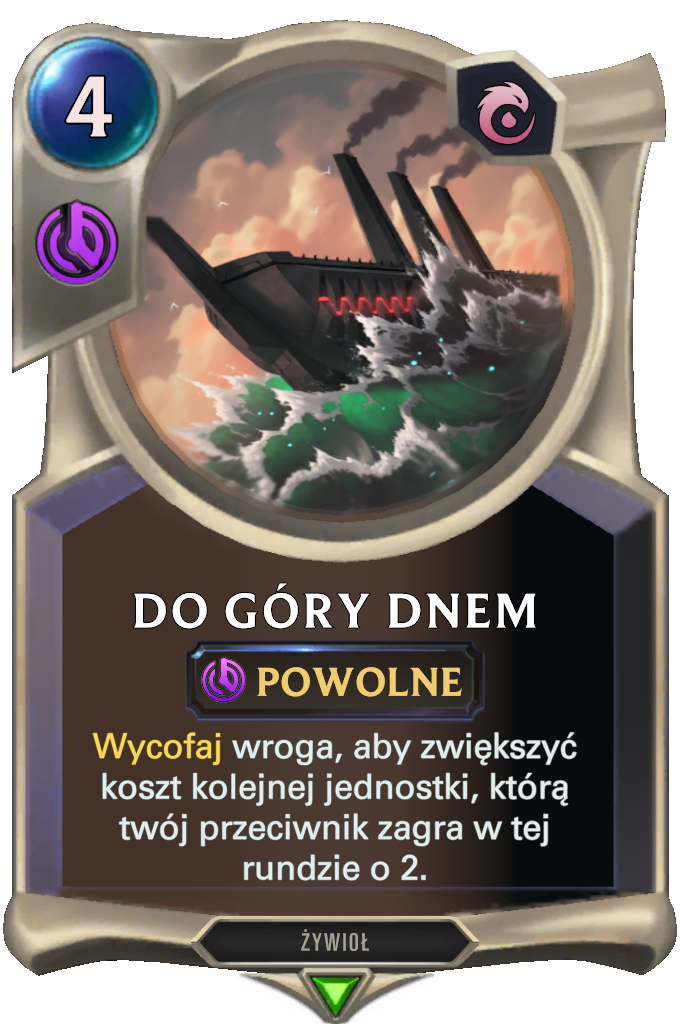 4
DO GÓRY DNEM
POWOLNE
Wycofaj wroga, aby zwiększyć
koszt kolejnej jednostki, którą
twój przeciwnik zagra w tej
rundzie o 2.
ŻYWIOŁ